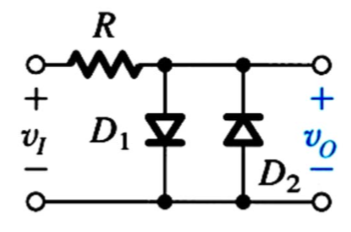 R
+ +
v_I D_1 v_O
− D_2 −